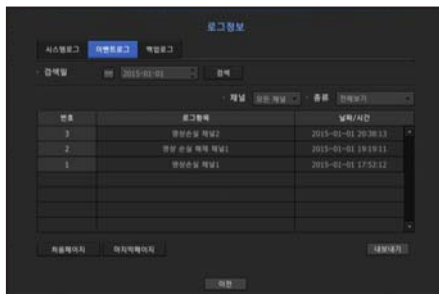 로그정보
시스템로그 이벤트로그 백업로그
· 검색일 2015-01-01 검색
· 채널 모든 채널 · 종류 전체보기
번호 로그항목 날짜/시간
3 영상손실 채널2 2015-01-01 20:38:13
2 영상 손실 해제 채널1 2015-01-01 19:19:11
1 영상손실 채널1 2015-01-01 17:52:12
처음페이지 마지막페이지 내보내기
이전